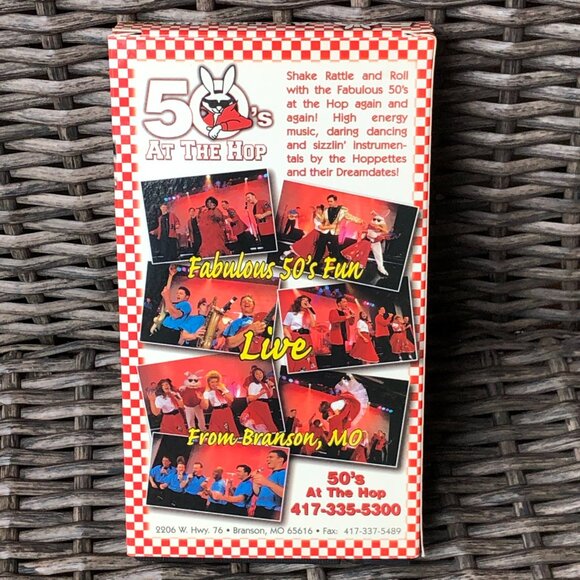 50's
AT THE HOP
Shake Rattle and Roll
with the Fabulous 50's
at the Hop again and
again! High energy
music, daring dancing
and sizzlin' instrumen-
tals by the Hoppettes
and their Dreamdates!
Fabulous 50's Fun
Live
From Branson, MO
50's
At The Hop
417-335-5300
2206 W. Hwy. 76 • Branson, MO 65616 • Fax: 417-337-5489